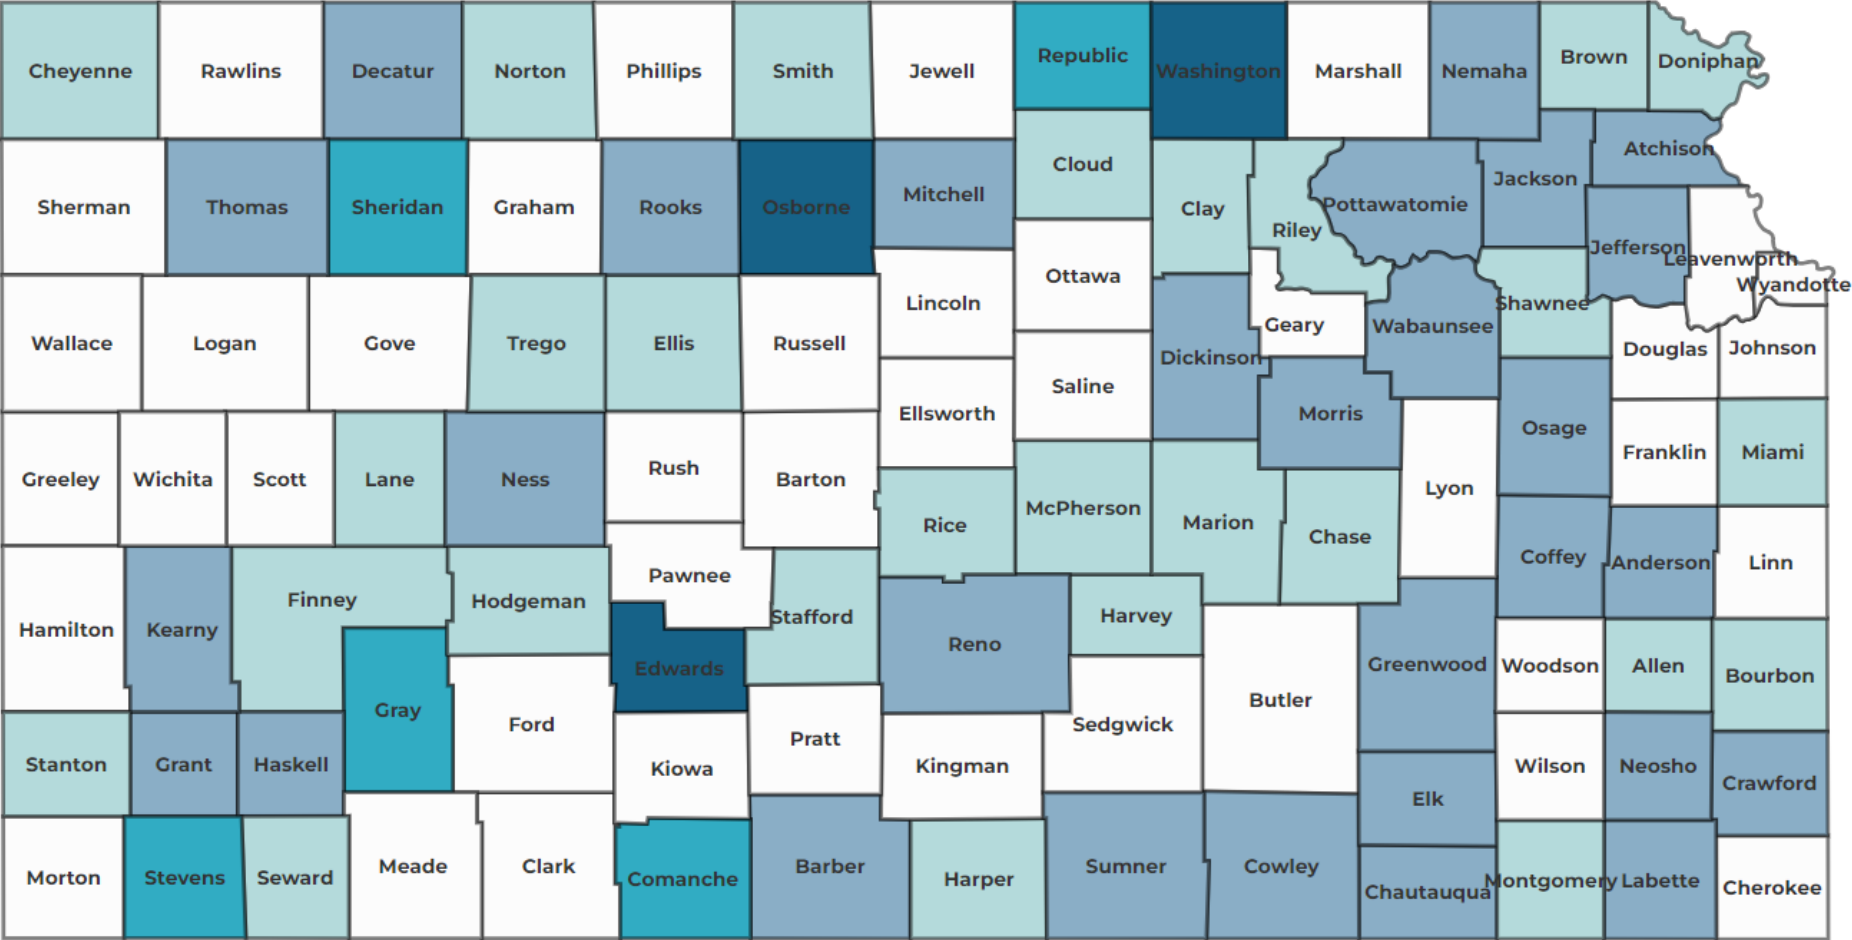 Cheyenne
Rawlins
Decatur
Norton
Phillips
Smith
Jewell
Republic
Washington
Marshall
Nemaha
Brown
Doniphan
Sherman
Thomas
Sheridan
Graham
Rooks
Osborne
Mitchell
Cloud
Clay
Riley
Pottawatomie
Jackson
Atchison
Jefferson
Leavenworth
Wyandotte
Wallace
Logan
Gove
Trego
Ellis
Russell
Lincoln
Ottawa
Dickinson
Geary
Wabaunsee
Shawnee
Douglas
Johnson
Ellsworth
Saline
Morris
Osage
Franklin
Miami
Greeley
Wichita
Scott
Lane
Ness
Rush
Barton
Rice
McPherson
Marion
Chase
Lyon
Coffey
Anderson
Linn
Hamilton
Kearny
Finney
Hodgeman
Pawnee
Edwards
Stafford
Reno
Harvey
Butler
Greenwood
Woodson
Allen
Bourbon
Gray
Ford
Kiowa
Pratt
Kingman
Sedgwick
Elk
Wilson
Neosho
Crawford
Stanton
Grant
Haskell
Morton
Stevens
Seward
Meade
Clark
Comanche
Barber
Harper
Sumner
Cowley
Chautauqua
Montgomery
Labette
Cherokee